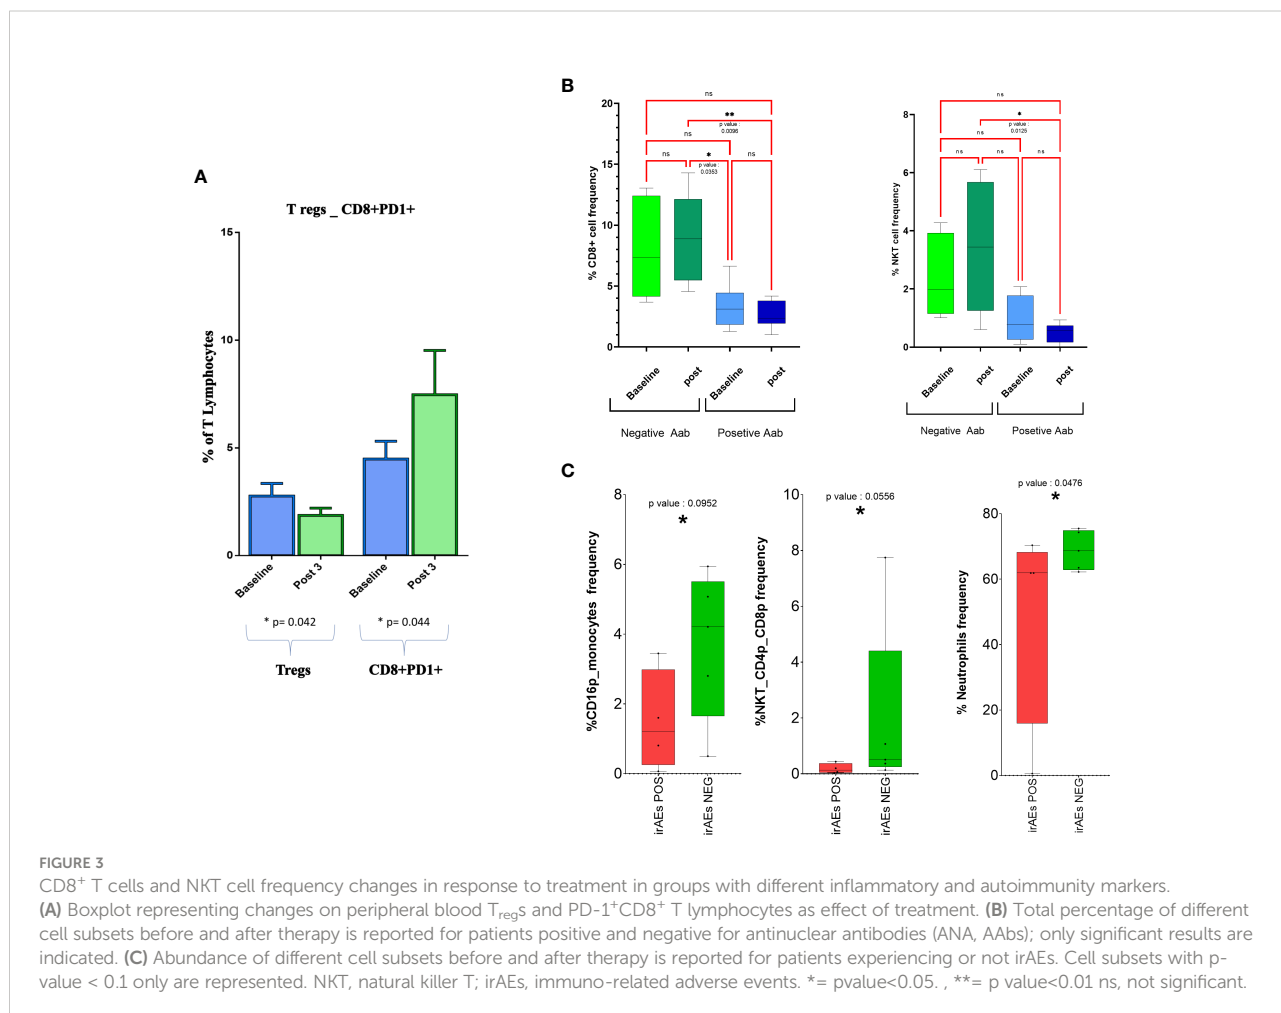 A
T regs _ CD8+PD1+
% of T Lymphocytes
15
10
5
0
Baseline
Post 3
Baseline
Post 3
* p= 0.042
* p= 0.044
Tregs
CD8+PD1+
B
% CD8+ cell frequency
20
15
10
5
0
ns
**
p value :
0.0096
ns
ns
*
p value :
0.0353
ns
Baseline
post
Baseline
post
Negative Aab
Posetive Aab
% NKT cell frequency
8
6
4
2
0
ns
*
p value :
0.0125
ns
ns
ns
ns
Baseline
post
Baseline
post
Negative Aab
Posetive Aab
C
%CD16p_monocytes frequency
8
6
4
2
0
p value : 0.0952
*
irAEs POS
irAEs NEG
%NKT_CD4p_CD8p frequency
10
8
6
4
2
0
p value : 0.0556
*
irAEs POS
irAEs NEG
% Neutrophils frequency
80
60
40
20
0
p value : 0.0476
*
irAEs POS
irAEs NEG
FIGURE 3
CD8+ T cells and NKT cell frequency changes in response to treatment in groups with different inflammatory and autoimmunity markers.
(A) Boxplot representing changes on peripheral blood Tregs and PD-1+CD8+ T lymphocytes as effect of treatment. (B) Total percentage of different
cell subsets before and after therapy is reported for patients positive and negative for antinuclear antibodies (ANA, AAbs); only significant results are
indicated. (C) Abundance of different cell subsets before and after therapy is reported for patients experiencing or not irAEs. Cell subsets with p-
value < 0.1 only are represented. NKT, natural killer T; irAEs, immuno-related adverse events. *= pvalue<0.05. , **= p value<0.01 ns, not significant.